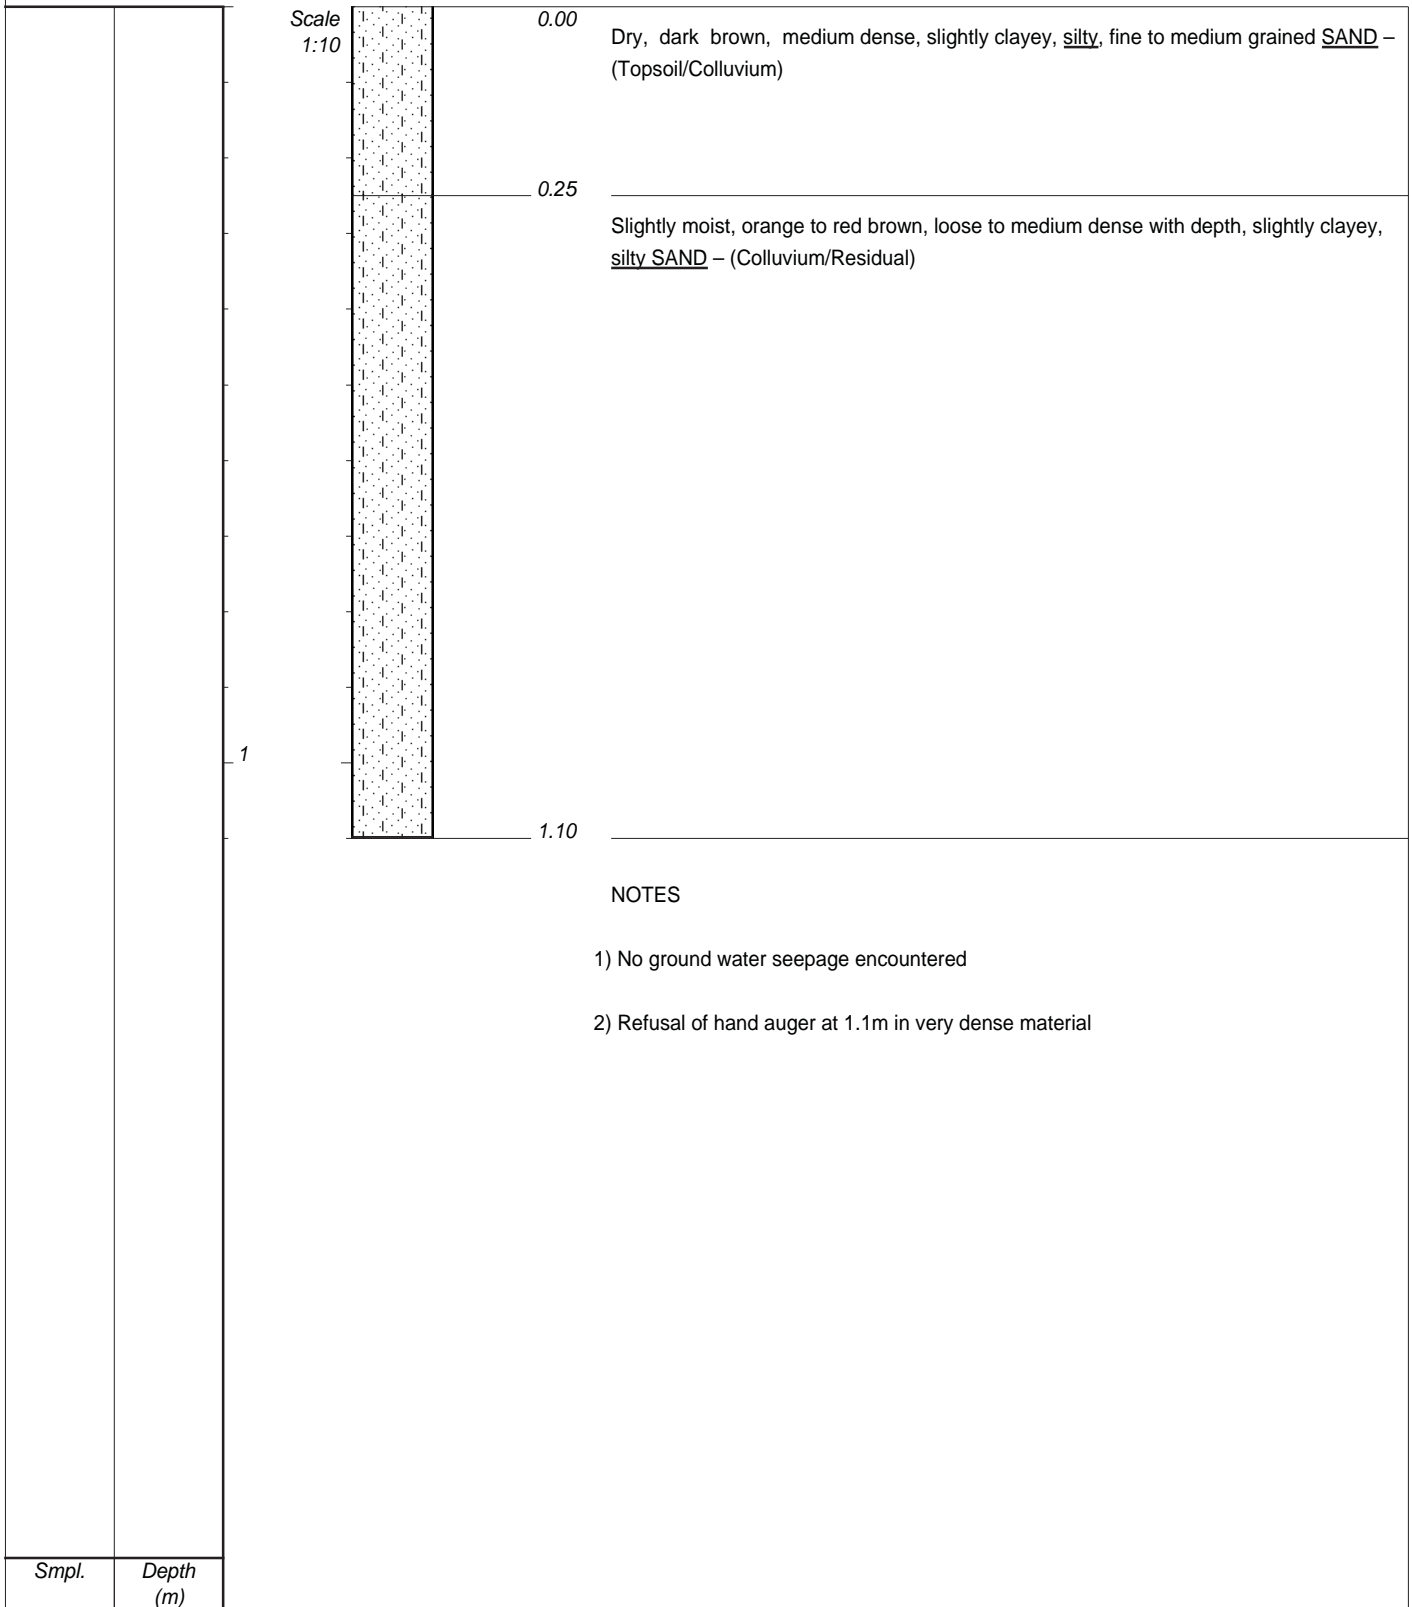 Scale
1:10
0.00
Dry, dark brown, medium dense, slightly clayey, silty, fine to medium grained SAND –
(Topsoil/Colluvium)
0.25
Slightly moist, orange to red brown, loose to medium dense with depth, slightly clayey,
silty SAND – (Colluvium/Residual)
1
1.10
NOTES
1) No ground water seepage encountered
2) Refusal of hand auger at 1.1m in very dense material
Smpl.
Depth
(m)